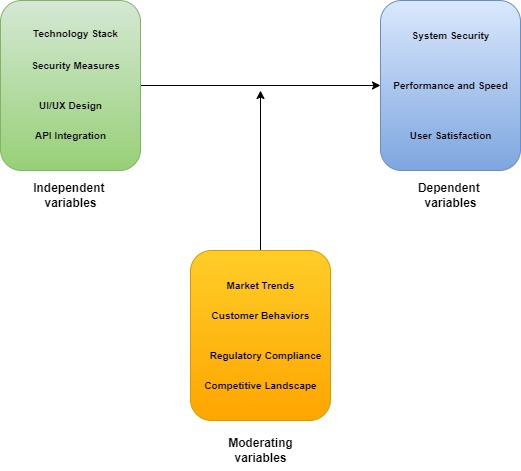 Technology Stack
Security Measures
UI/UX Design
API Integration
Independent
variables
System Security
Performance and Speed
User Satisfaction
Dependent
variables
Market Trends
Customer Behaviors
Regulatory Compliance
Competitive Landscape
Moderating
variables